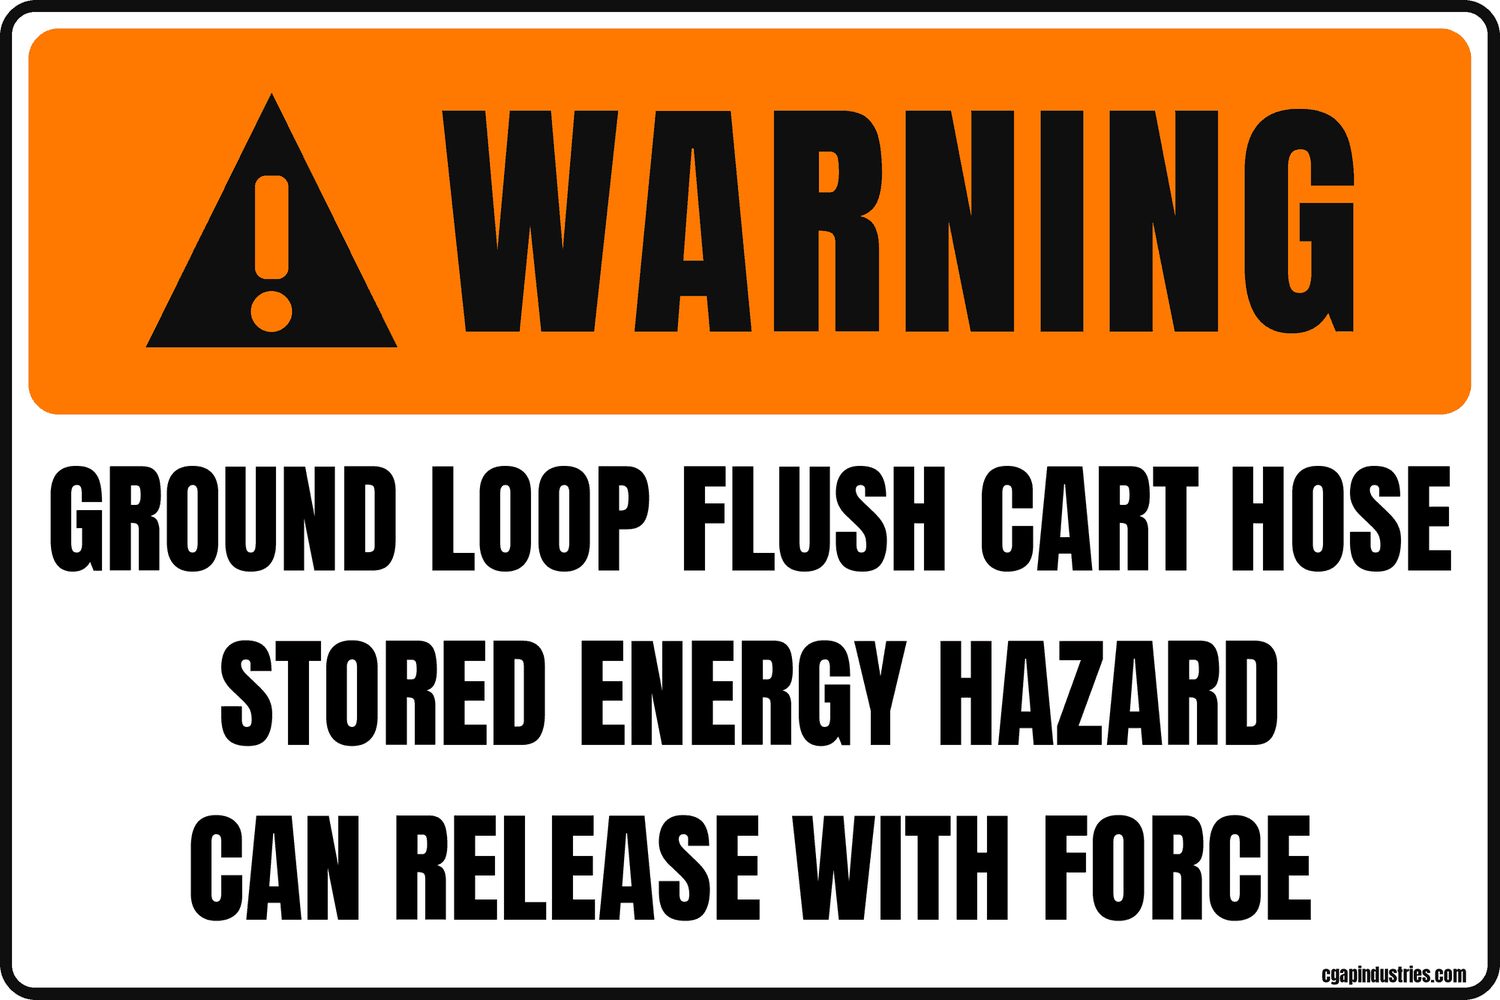 WARNING
GROUND LOOP FLUSH CART HOSE
STORED ENERGY HAZARD
CAN RELEASE WITH FORCE
cgapindustries.com